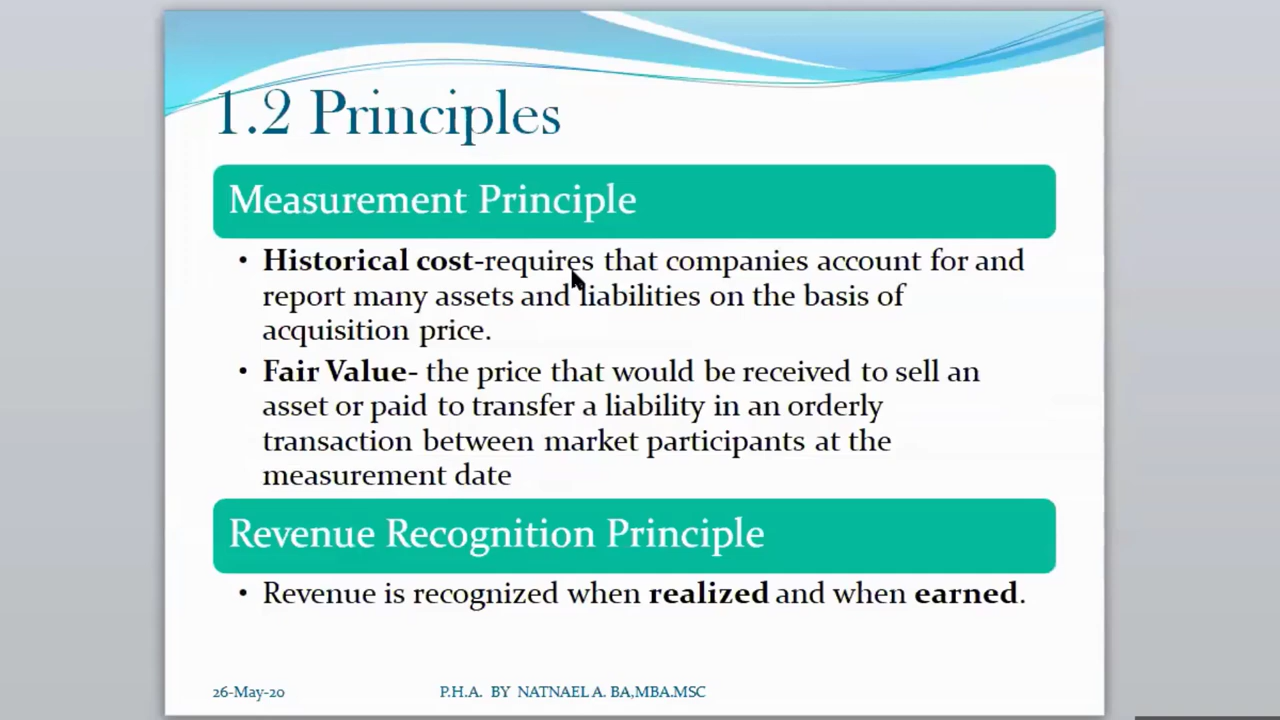 1.2 Principles
Measurement Principle
• Historical cost-requires that companies account for and
report many assets and liabilities on the basis of
acquisition price.
• Fair Value- the price that would be received to sell an
asset or paid to transfer a liability in an orderly
transaction between market participants at the
measurement date
Revenue Recognition Principle
• Revenue is recognized when realized and when earned.
26-May-20 P.H.A. BY NATNAEL A. BA,MBA.MSC